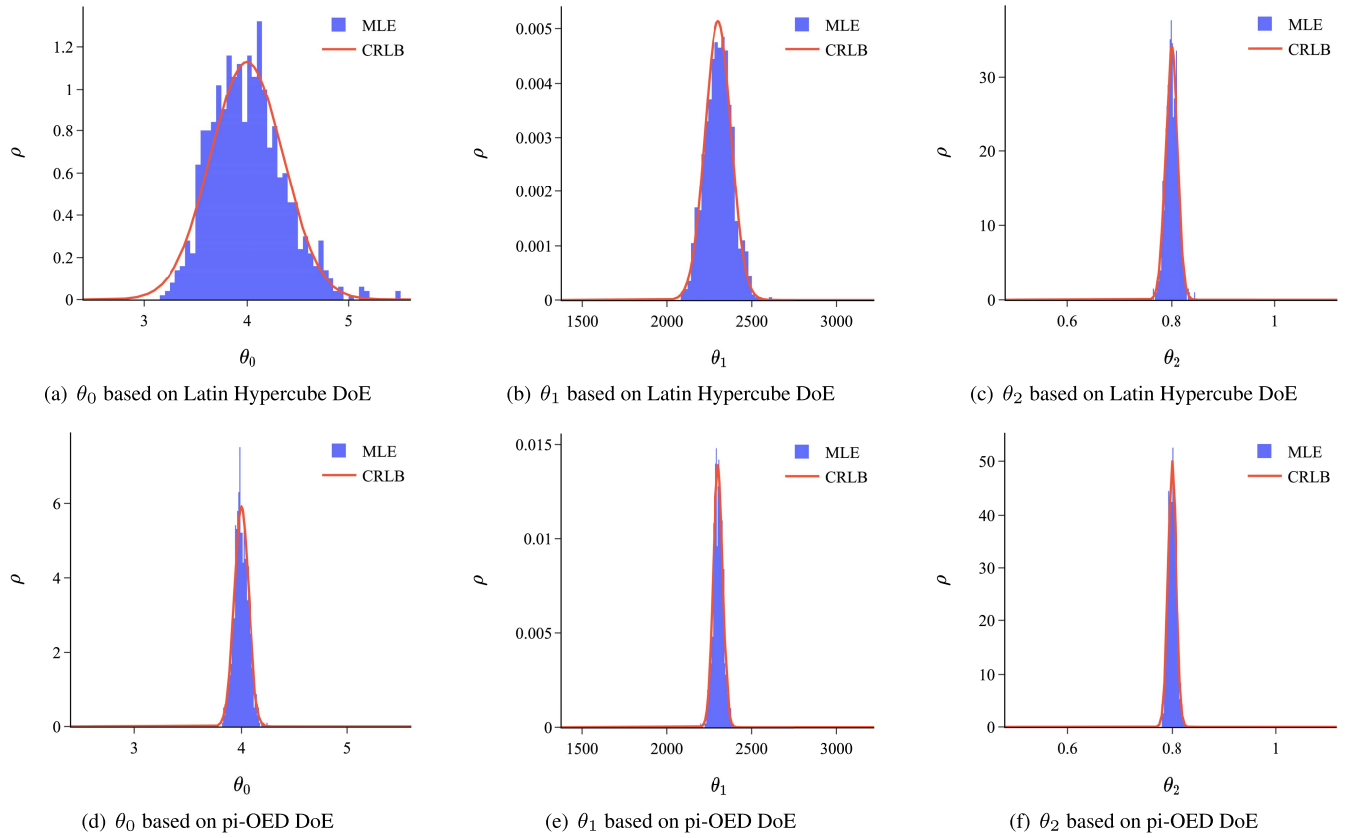 MLE
CRLB
1.2
1
0.8
0.6
0.4
0.2
0
ρ
3
4
5
θ₀
(a) θ₀ based on Latin Hypercube DoE
MLE
CRLB
0.005
0.004
0.003
0.002
0.001
0
ρ
1500
2000
2500
3000
θ₁
(b) θ₁ based on Latin Hypercube DoE
MLE
CRLB
30
20
10
0
ρ
0.6
0.8
1
θ₂
(c) θ₂ based on Latin Hypercube DoE
MLE
CRLB
6
4
2
0
ρ
3
4
5
θ₀
(d) θ₀ based on pi-OED DoE
MLE
CRLB
0.015
0.01
0.005
0
ρ
1500
2000
2500
3000
θ₁
(e) θ₁ based on pi-OED DoE
MLE
CRLB
50
40
30
20
10
0
ρ
0.6
0.8
1
θ₂
(f) θ₂ based on pi-OED DoE